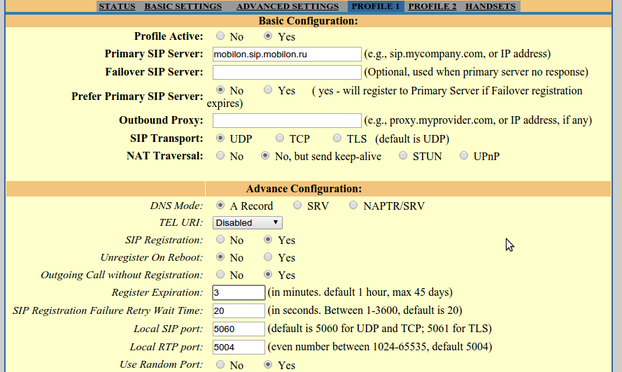 STATUS BASIC SETTINGS ADVANCED SETTINGS PROFILE 1 PROFILE 2 HANDSETS
Basic Configuration:
Profile Active: No Yes
Primary SIP Server: mobilon.sip.mobilon.ru (e.g., sip.mycompany.com, or IP address)
Failover SIP Server: (Optional, used when primary server no response)
Prefer Primary SIP Server: No Yes ( yes - will register to Primary Server if Failover registration
expires)
Outbound Proxy: (e.g., proxy.myprovider.com, or IP address, if any)
SIP Transport: UDP TCP TLS (default is UDP)
NAT Traversal: No No, but send keep-alive STUN UPnP
Advance Configuration:
DNS Mode: A Record SRV NAPTR/SRV
TEL URI: Disabled
SIP Registration: No Yes
Unregister On Reboot: No Yes
Outgoing Call without Registration: No Yes
Register Expiration: 3 (in minutes. default 1 hour, max 45 days)
SIP Registration Failure Retry Wait Time: 20 (in seconds. Between 1-3600, default is 20)
Local SIP port: 5060 (default is 5060 for UDP and TCP; 5061 for TLS)
Local RTP port: 5004 (even number between 1024-65535, default 5004)
Use Random Port: No Yes